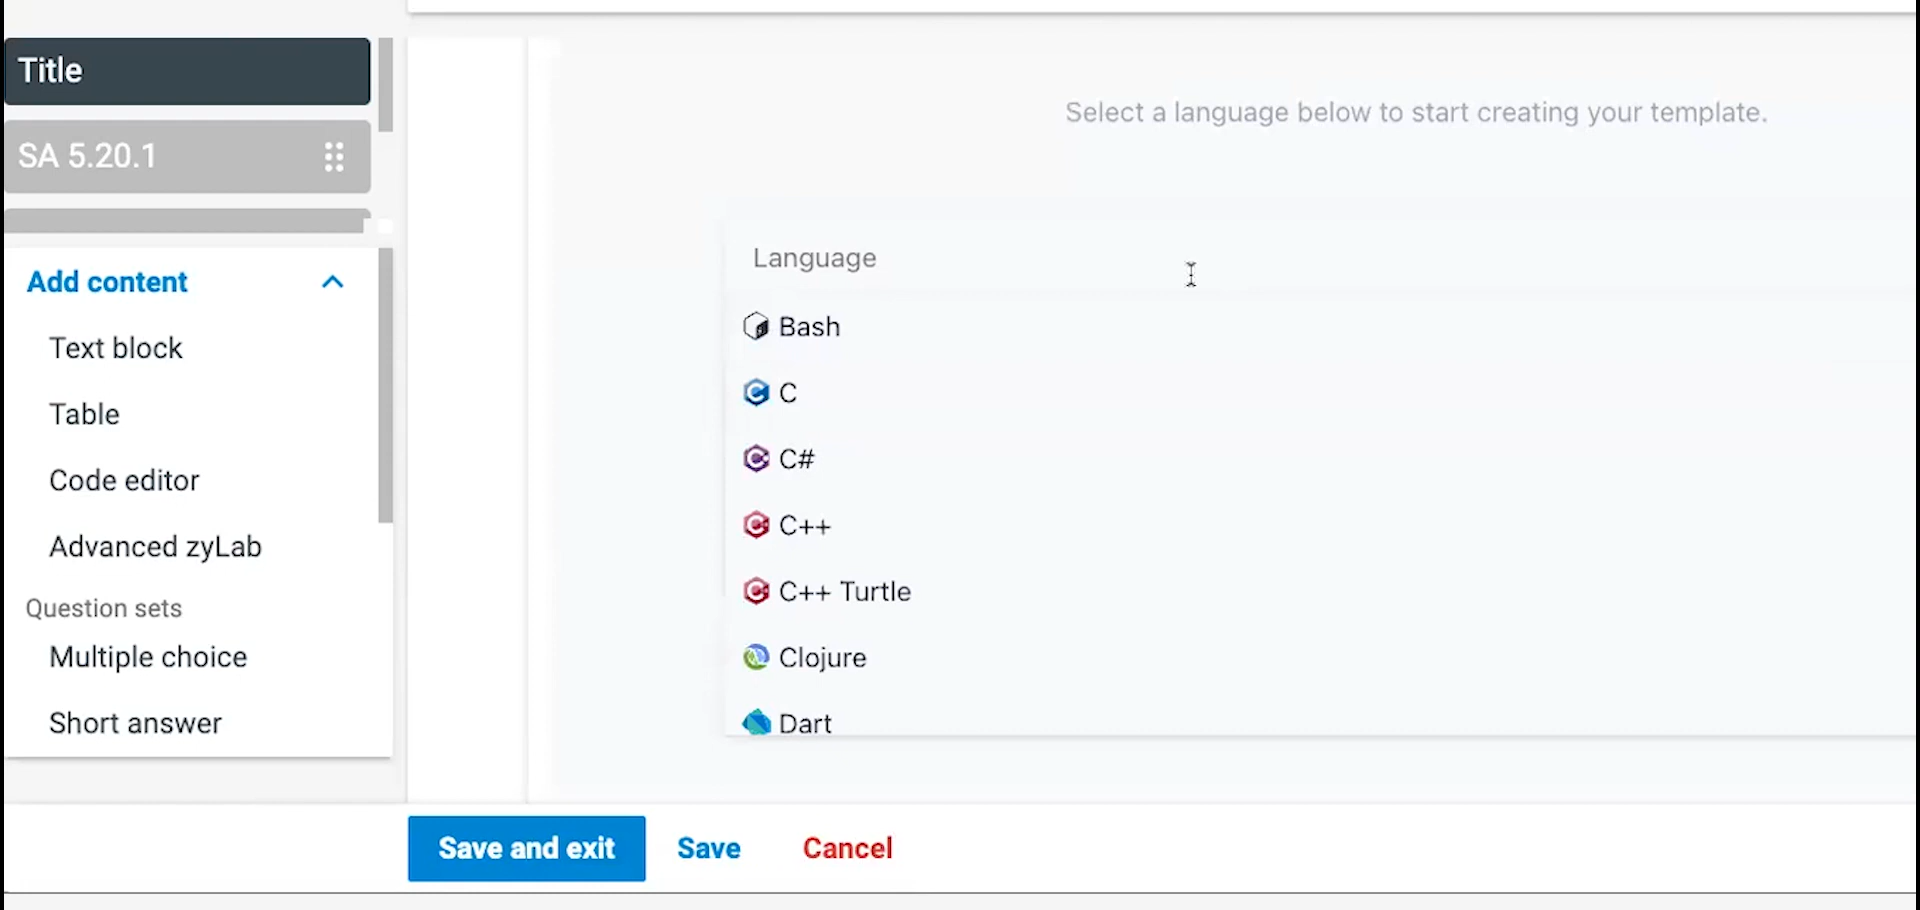 Title
SA 5.20.1
Add content
Text block
Table
Code editor
Advanced zyLab
Question sets
Multiple choice
Short answer
Select a language below to start creating your template.
Language
Bash
C
C#
C++
C++ Turtle
Clojure
Dart
Save and exit
Save
Cancel